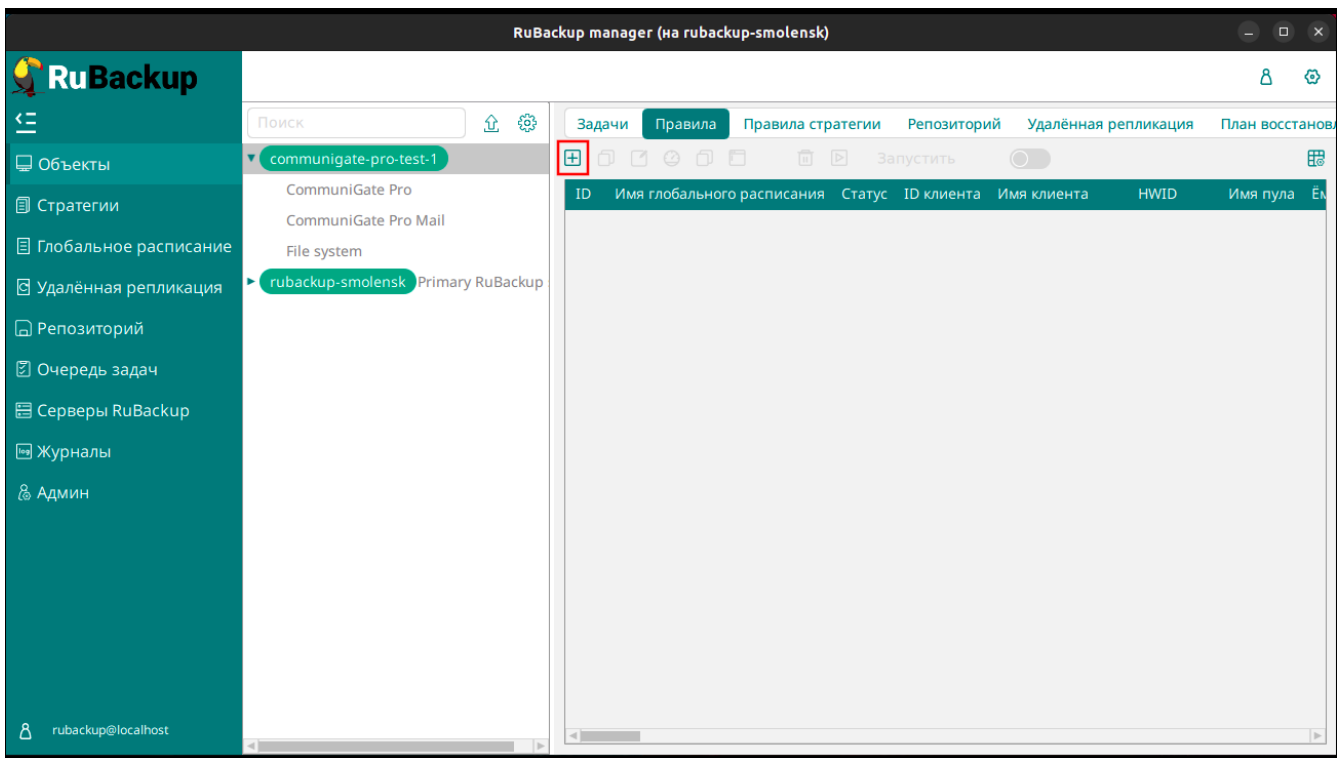 RuBackup manager (на rubackup-smolensk)
RuBackup
Поиск
Задачи Правила Правила стратегии Репозиторий Удалённая репликация План восстановл
Объекты
Стратегии
Глобальное расписание
Удалённая репликация
Репозиторий
Очередь задач
Серверы RuBackup
Журналы
Админ
rubackup@localhost
communigate-pro-test-1
CommuniGate Pro
CommuniGate Pro Mail
File system
rubackup-smolensk Primary RuBackup
Запустить
ID Имя глобального расписания Статус ID клиента Имя клиента HWID Имя пула